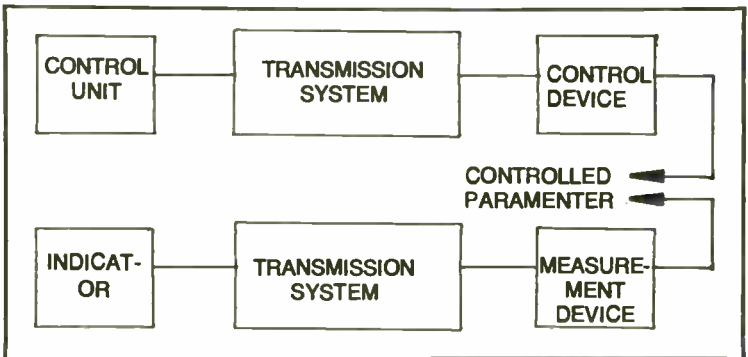 CONTROL
UNIT
TRANSMISSION
SYSTEM
CONTROL
DEVICE
CONTROLLED
PARAMENTER
INDICAT-
OR
TRANSMISSION
SYSTEM
MEASURE-
MENT
DEVICE